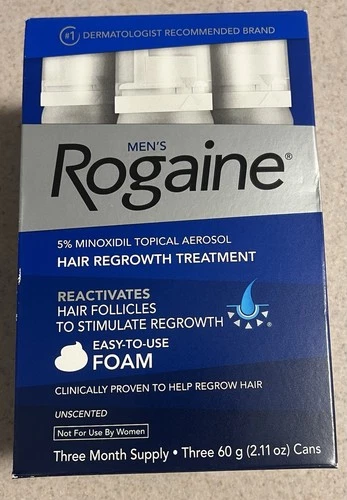 #1 DERMATOLOGIST RECOMMENDED BRAND
MEN'S
Rogaine®
5% MINOXIDIL TOPICAL AEROSOL
HAIR REGROWTH TREATMENT
REACTIVATES
HAIR FOLLICLES
TO STIMULATE REGROWTH ®
EASY-TO-USE
FOAM
CLINICALLY PROVEN TO HELP REGROW HAIR
UNSCENTED
Not For Use By Women
Three Month Supply • Three 60 g (2.11 oz) Cans